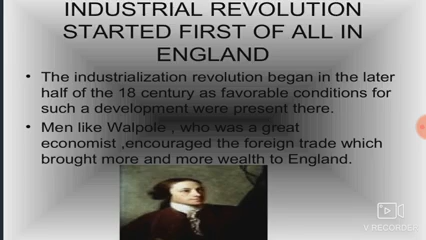 INDUSTRIAL REVOLUTION
STARTED FIRST OF ALL IN
ENGLAND
• The industrialization revolution began in the later
half of the 18 century as favorable conditions for
such a development were present there.
• Men like Walpole , who was a great
economist ,encouraged the foreign trade which
brought more and more wealth to England.
V.RECORDER